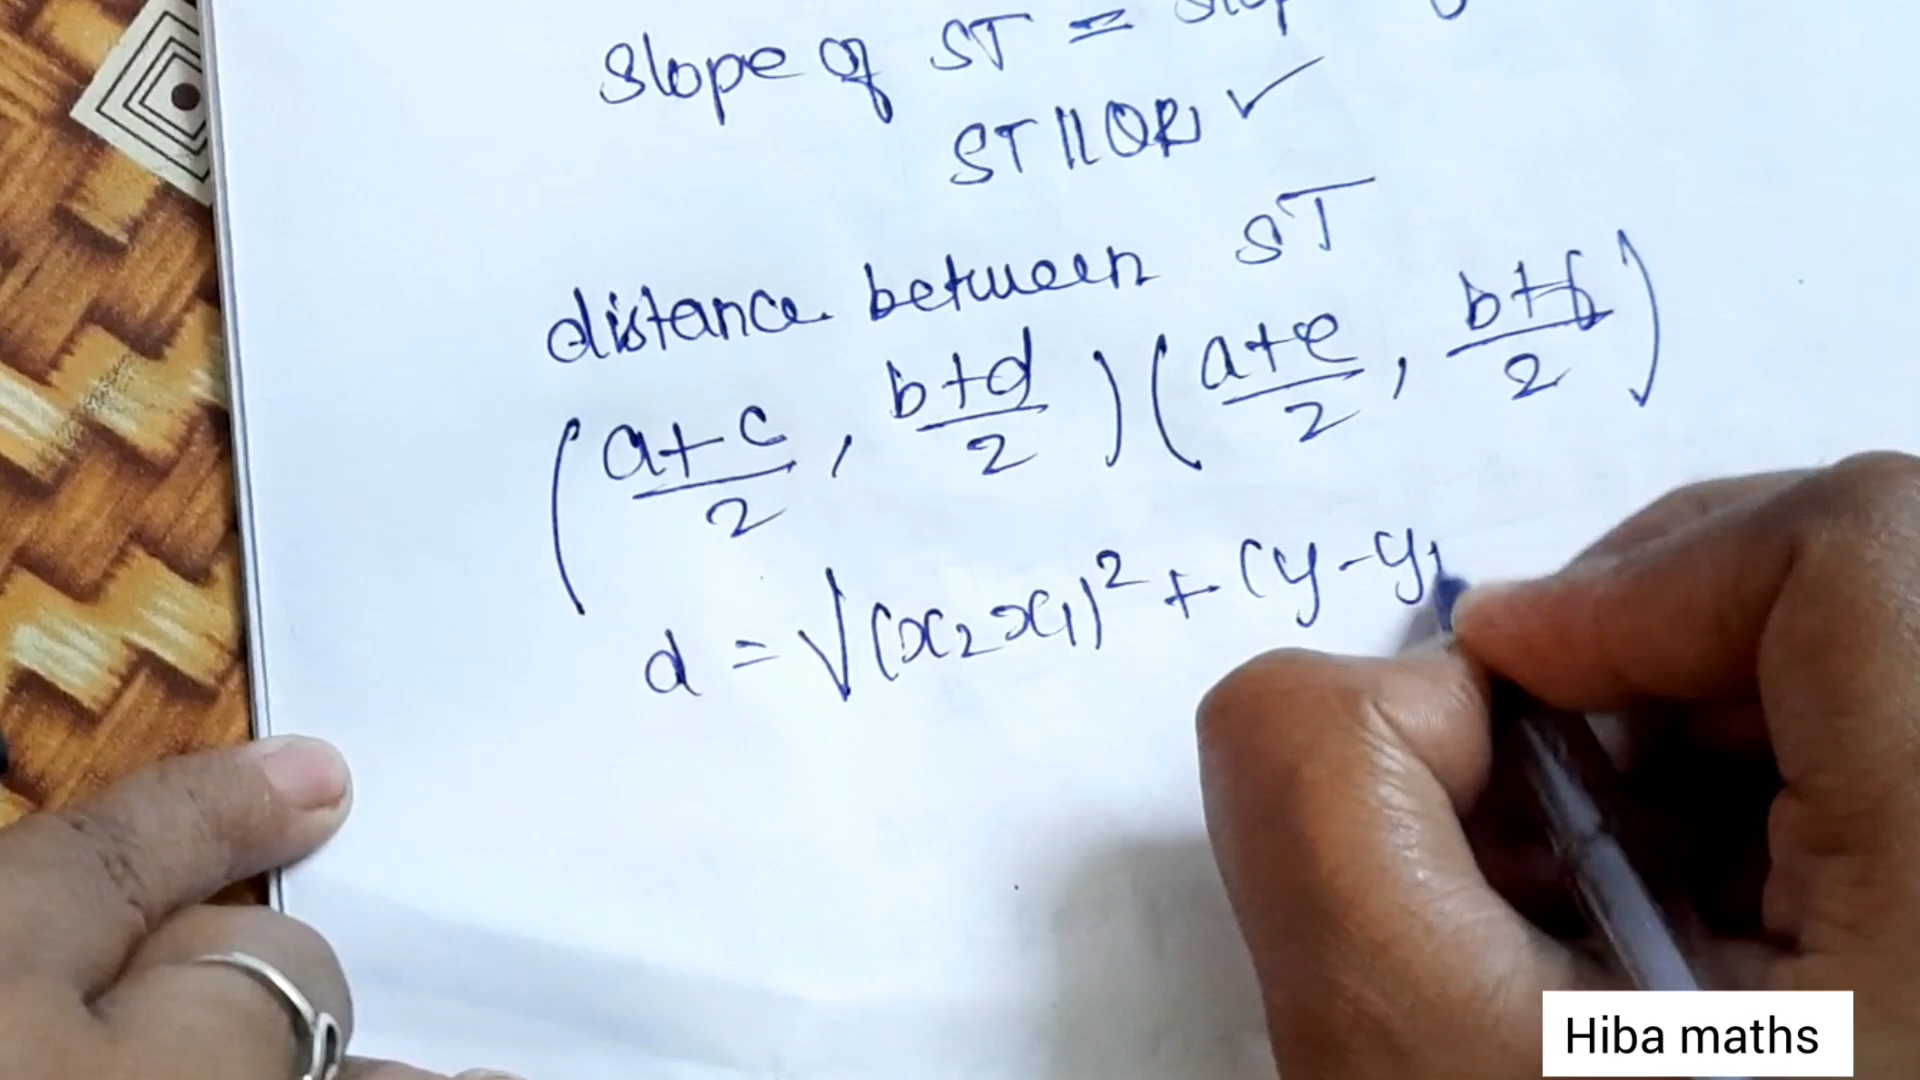 Slope of ST =
ST || QR ✓
distance between ST
(a+c/2, b+d/2) (a+e/2, b+f/2)
d = √(x₂ x₁)² + (y - y₁
Hiba maths